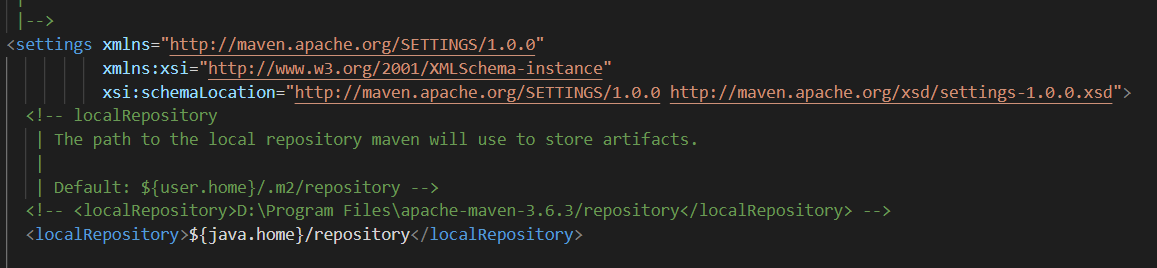 |
|-->
<settings xmlns="http://maven.apache.org/SETTINGS/1.0.0"
xmlns:xsi="http://www.w3.org/2001/XMLSchema-instance"
xsi:schemaLocation="http://maven.apache.org/SETTINGS/1.0.0 http://maven.apache.org/xsd/settings-1.0.0.xsd">
<!-- localRepository
| The path to the local repository maven will use to store artifacts.
|
| Default: ${user.home}/.m2/repository -->
<!-- <localRepository>D:\Program Files\apache-maven-3.6.3/repository</localRepository> -->
<localRepository>${java.home}/repository</localRepository>